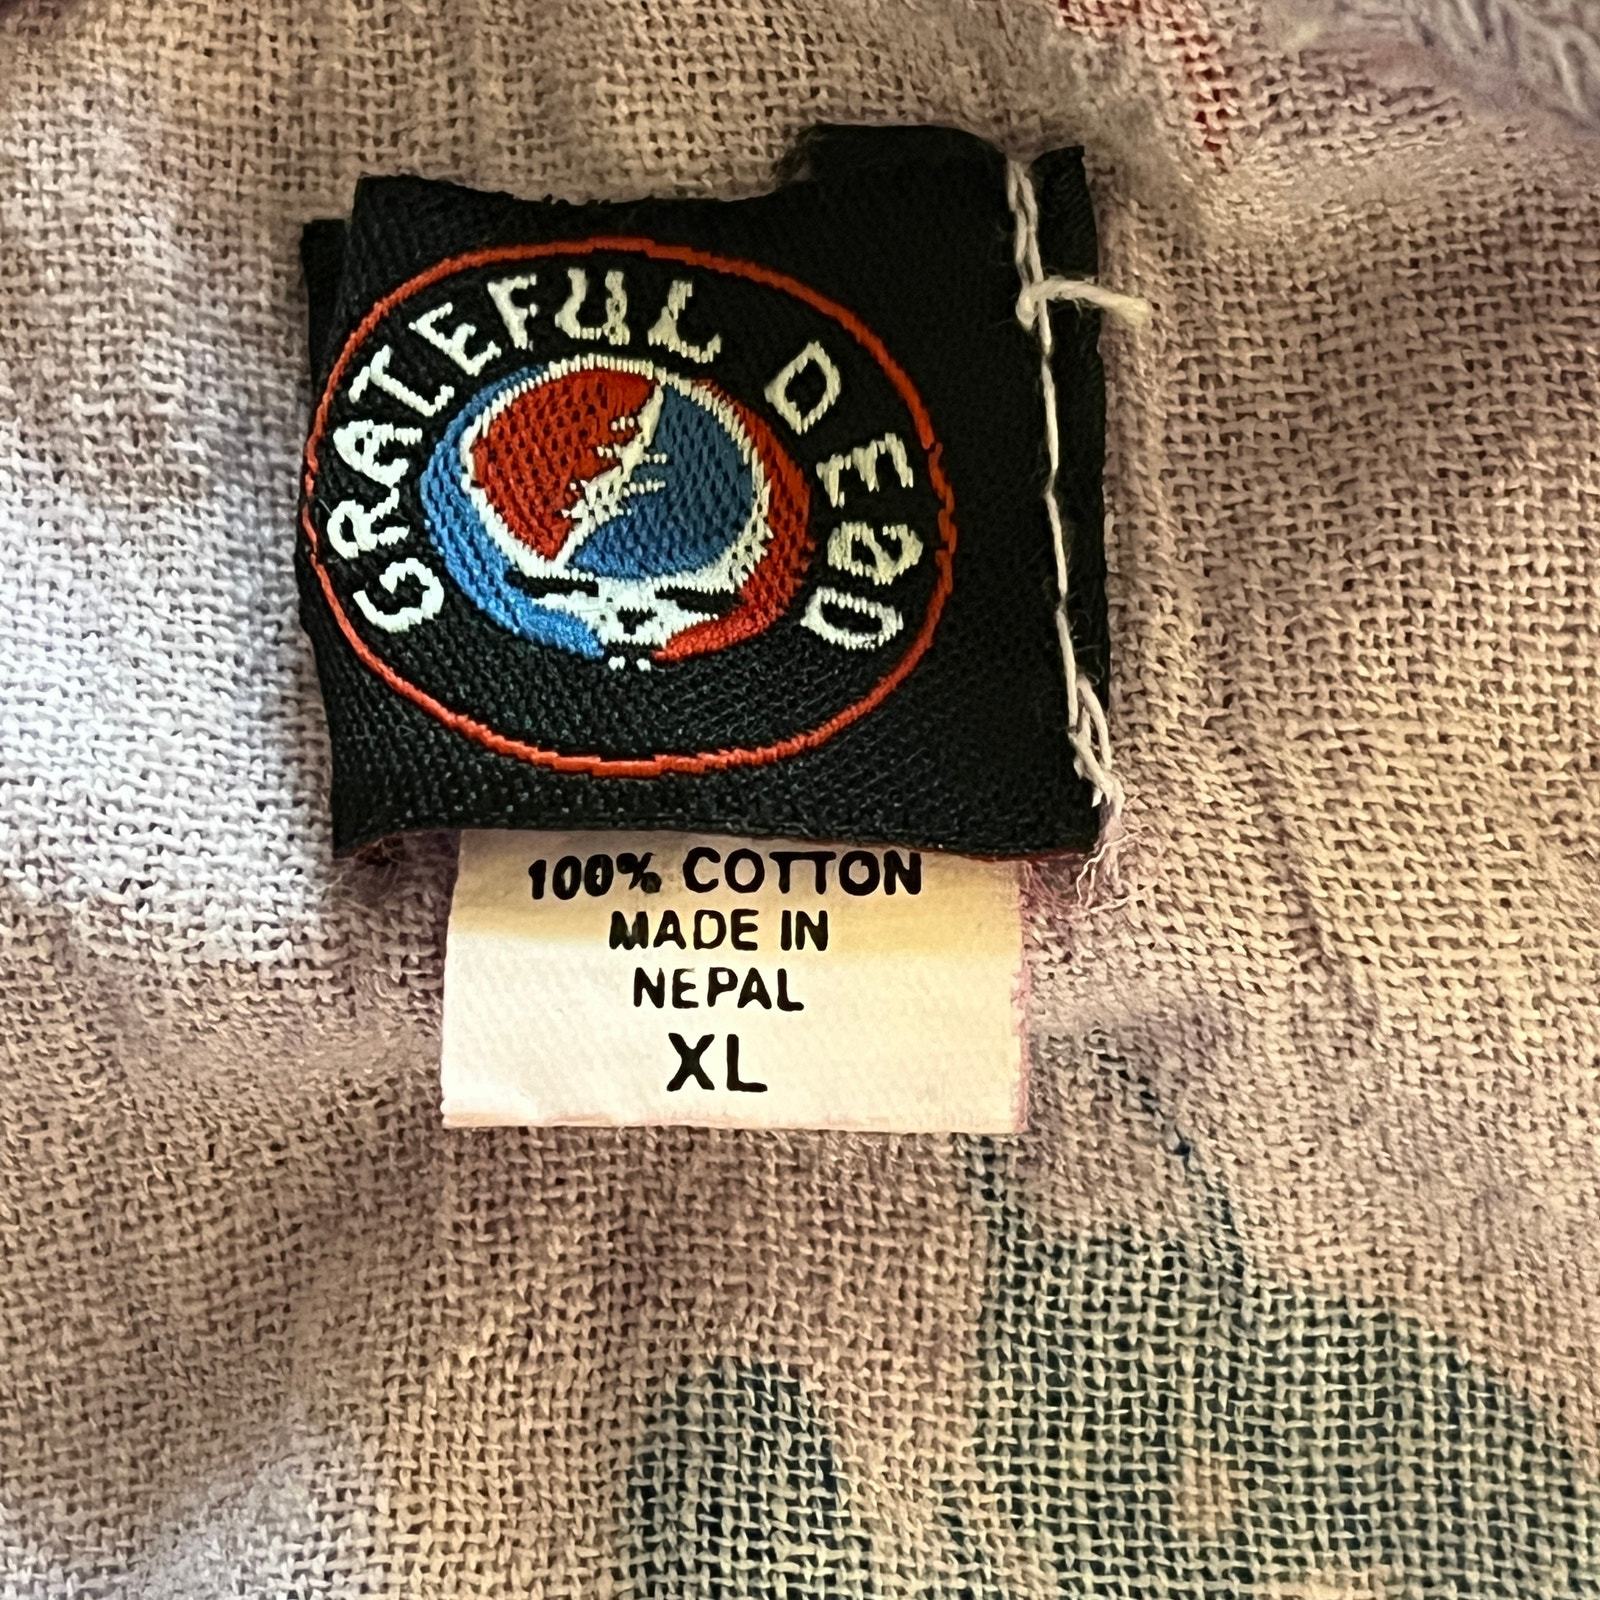 GRATEFUL DEAD
100% COTTON
MADE IN
NEPAL
XL